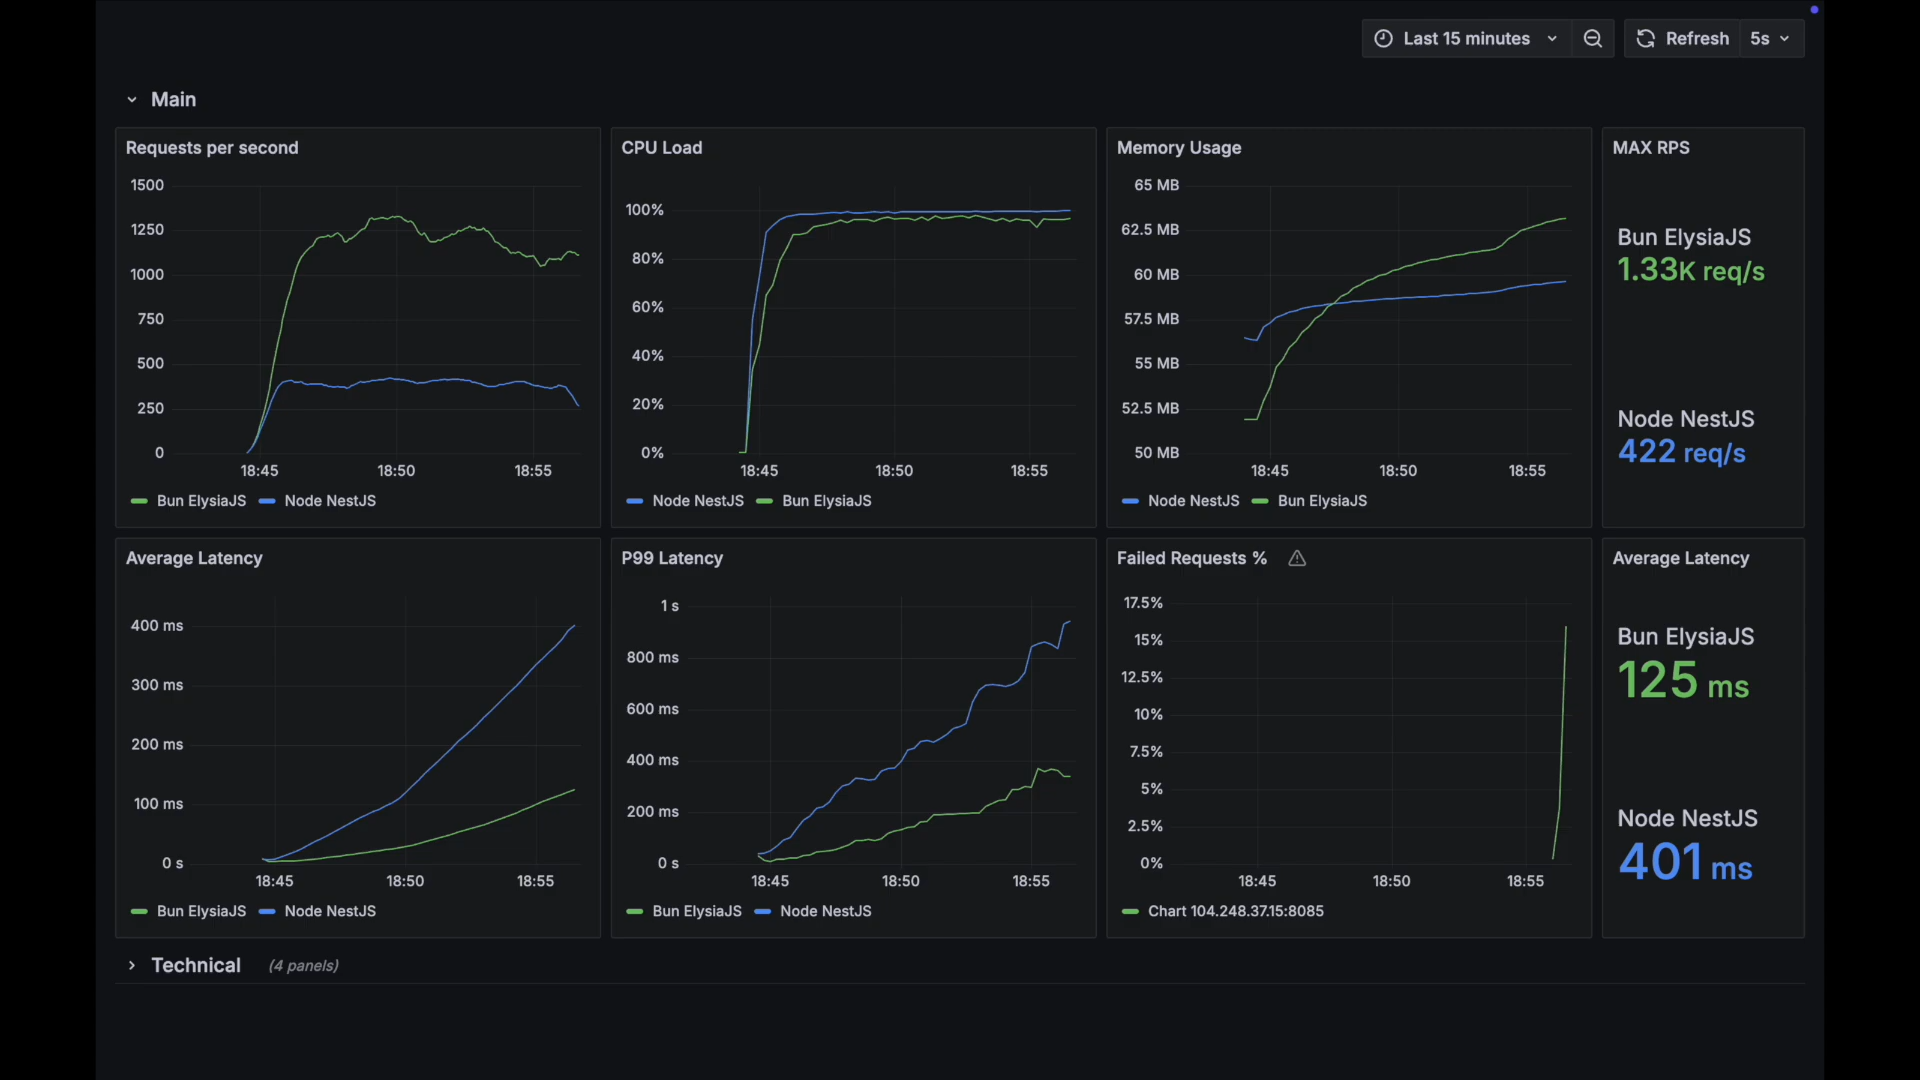 Last 15 minutes
Refresh
5s
Main
Requests per second
1500
1250
1000
750
500
250
0
18:45 18:50 18:55
Bun ElysiaJS Node NestJS
CPU Load
100%
80%
60%
40%
20%
0%
18:45 18:50 18:55
Node NestJS Bun ElysiaJS
Memory Usage
65 MB
62.5 MB
60 MB
57.5 MB
55 MB
52.5 MB
50 MB
18:45 18:50 18:55
Node NestJS Bun ElysiaJS
MAX RPS
Bun ElysiaJS
1.33K req/s
Node NestJS
422 req/s
Average Latency
400 ms
300 ms
200 ms
100 ms
0 s
18:45 18:50 18:55
Bun ElysiaJS Node NestJS
P99 Latency
1 s
800 ms
600 ms
400 ms
200 ms
0 s
18:45 18:50 18:55
Bun ElysiaJS Node NestJS
Failed Requests %
17.5%
15%
12.5%
10%
7.5%
5%
2.5%
0%
18:45 18:50 18:55
Chart 104.248.37.15:8085
Average Latency
Bun ElysiaJS
125 ms
Node NestJS
401 ms
Technical (4 panels)